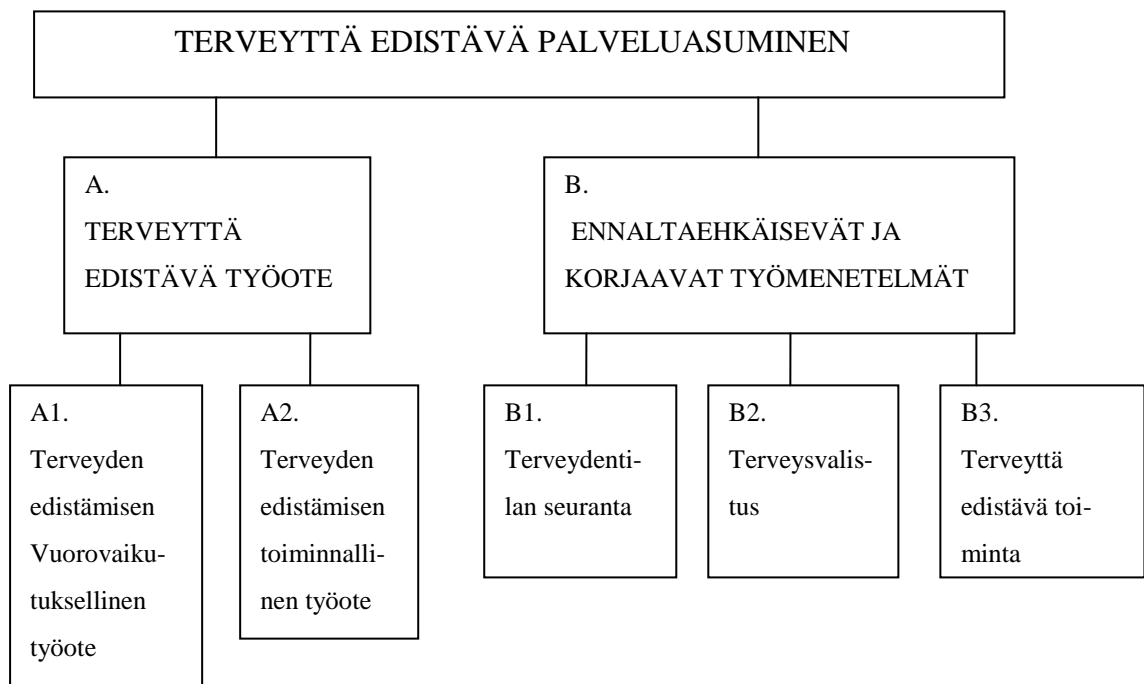 TERVEYTTÄ EDISTÄVÄ PALVELUASUMINEN
A.
TERVEYTTÄ
EDISTÄVÄ TYÖOTE
B.
ENNALTAEHKÄISEVÄT JA
KORJAAVAT TYÖMENETELMÄT
A1.
Terveyden
edistämisen
Vuorovaiku-
tuksellinen
työote
A2.
Terveyden
edistämisen
toiminnalli-
nen työote
B1.
Terveydenti-
lan seuranta
B2.
Terveysvalis-
tus
B3.
Terveyttä
edistävä toi-
minta